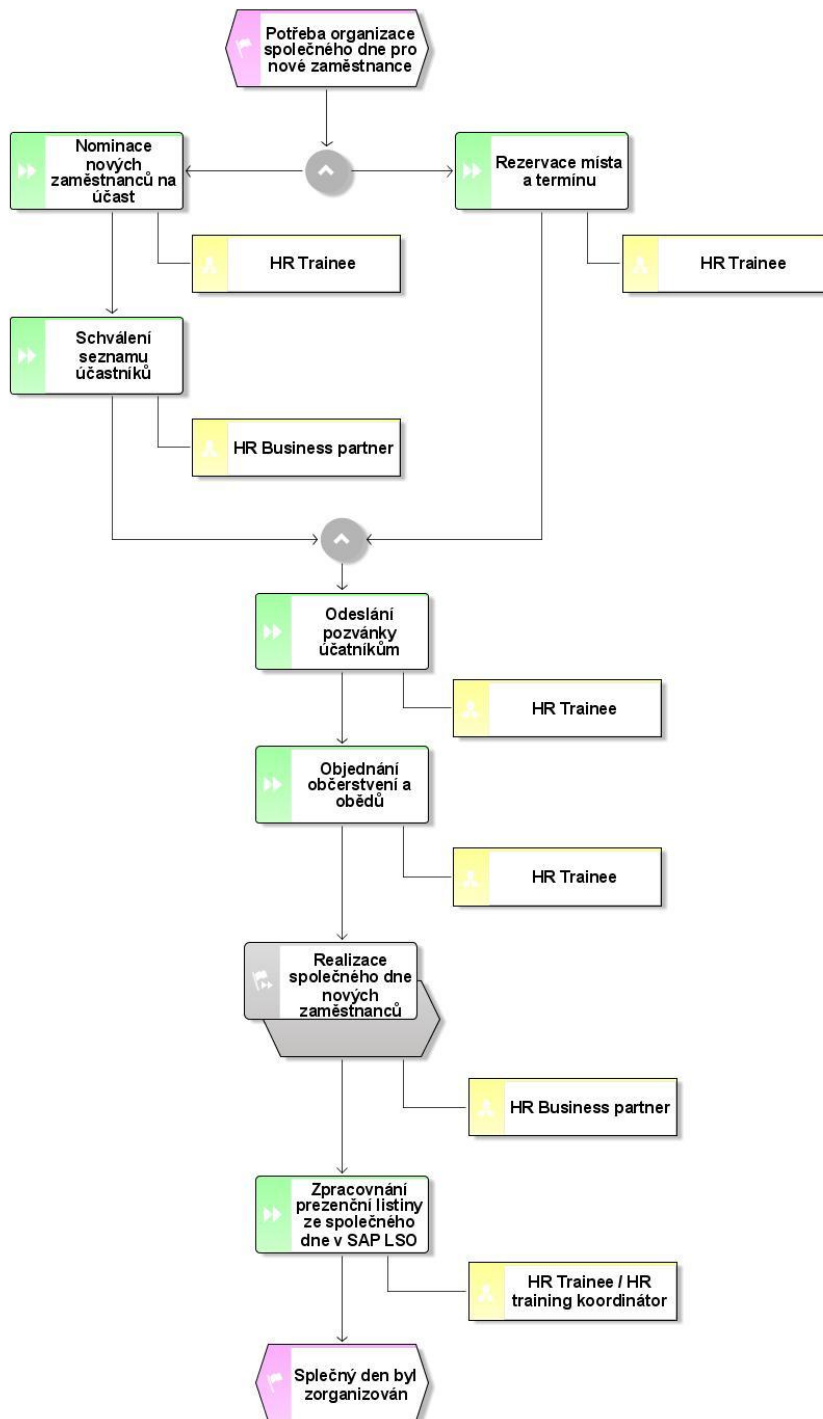 Potřeba organizace
společného dne pro
nové zaměstnance
Nominace
nových
zaměstnanců na
účast
Rezervace místa
a termínu
HR Trainee
HR Trainee
Schválení
seznamu
účastníků
HR Business partner
Odeslání
pozvánky
účatníkům
HR Trainee
Objednání
občerstvení a
obědů
HR Trainee
Realizace
společného dne
nových
zaměstnanců
HR Business partner
Zpracovnání
prezenční listiny
ze společného
dne v SAP LSO
HR Trainee / HR
training koordinátor
Splečný den byl
zorganizován